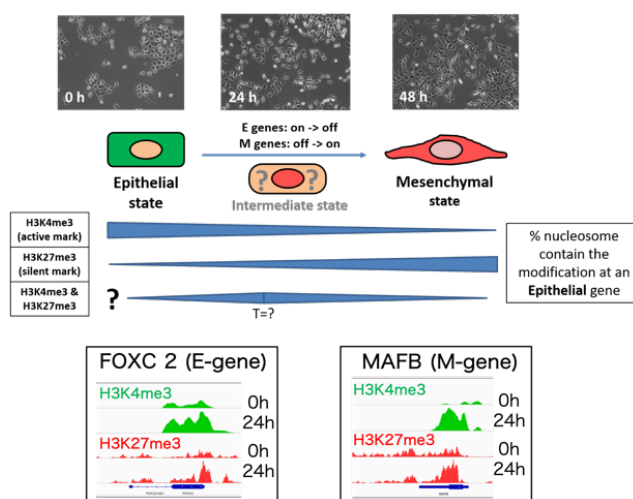 0 h
24 h
48 h
E genes: on -> off
M genes: off -> on
? ?
Epithelial
state
Intermediate state
Mesenchymal
state
H3K4me3
(active mark)
H3K27me3
(silent mark)
H3K4me3 &
H3K27me3
?
T=?
% nucleosome
contain the
modification at an
Epithelial gene
FOXC 2 (E-gene)
H3K4me3
0h
24h
H3K27me3
0h
24h
MAFB (M-gene)
H3K4me3
0h
24h
H3K27me3
0h
24h
MAFB